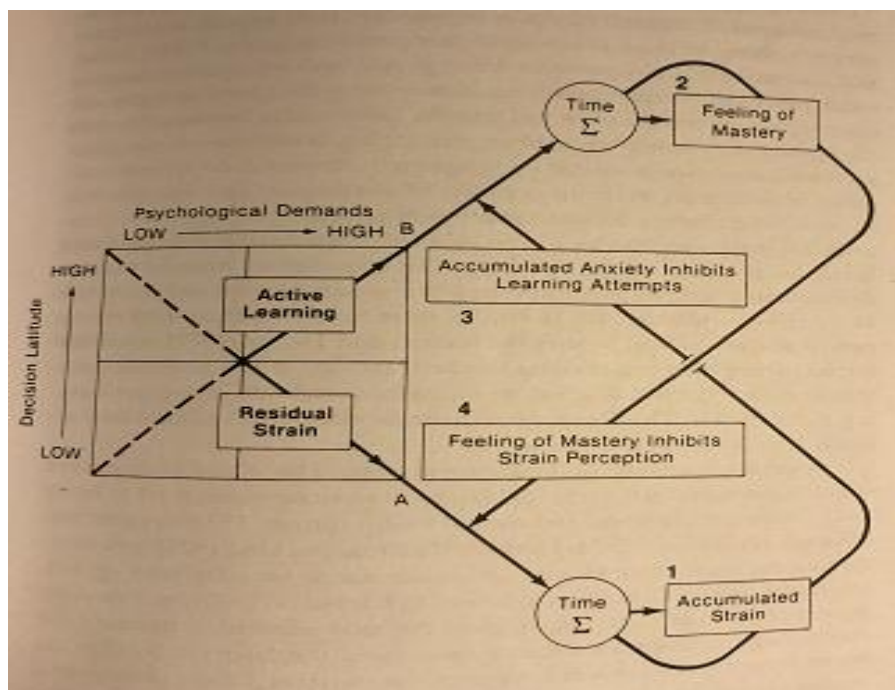 Time
Σ
2
Feeling of
Mastery
Psychological Demands
LOW HIGH B
HIGH
Decision Latitude
LOW
Active
Learning
Accumulated Anxiety Inhibits
Learning Attempts
3
Residual
Strain
4
Feeling of Mastery Inhibits
Strain Perception
A
Time
Σ
1
Accumulated
Strain